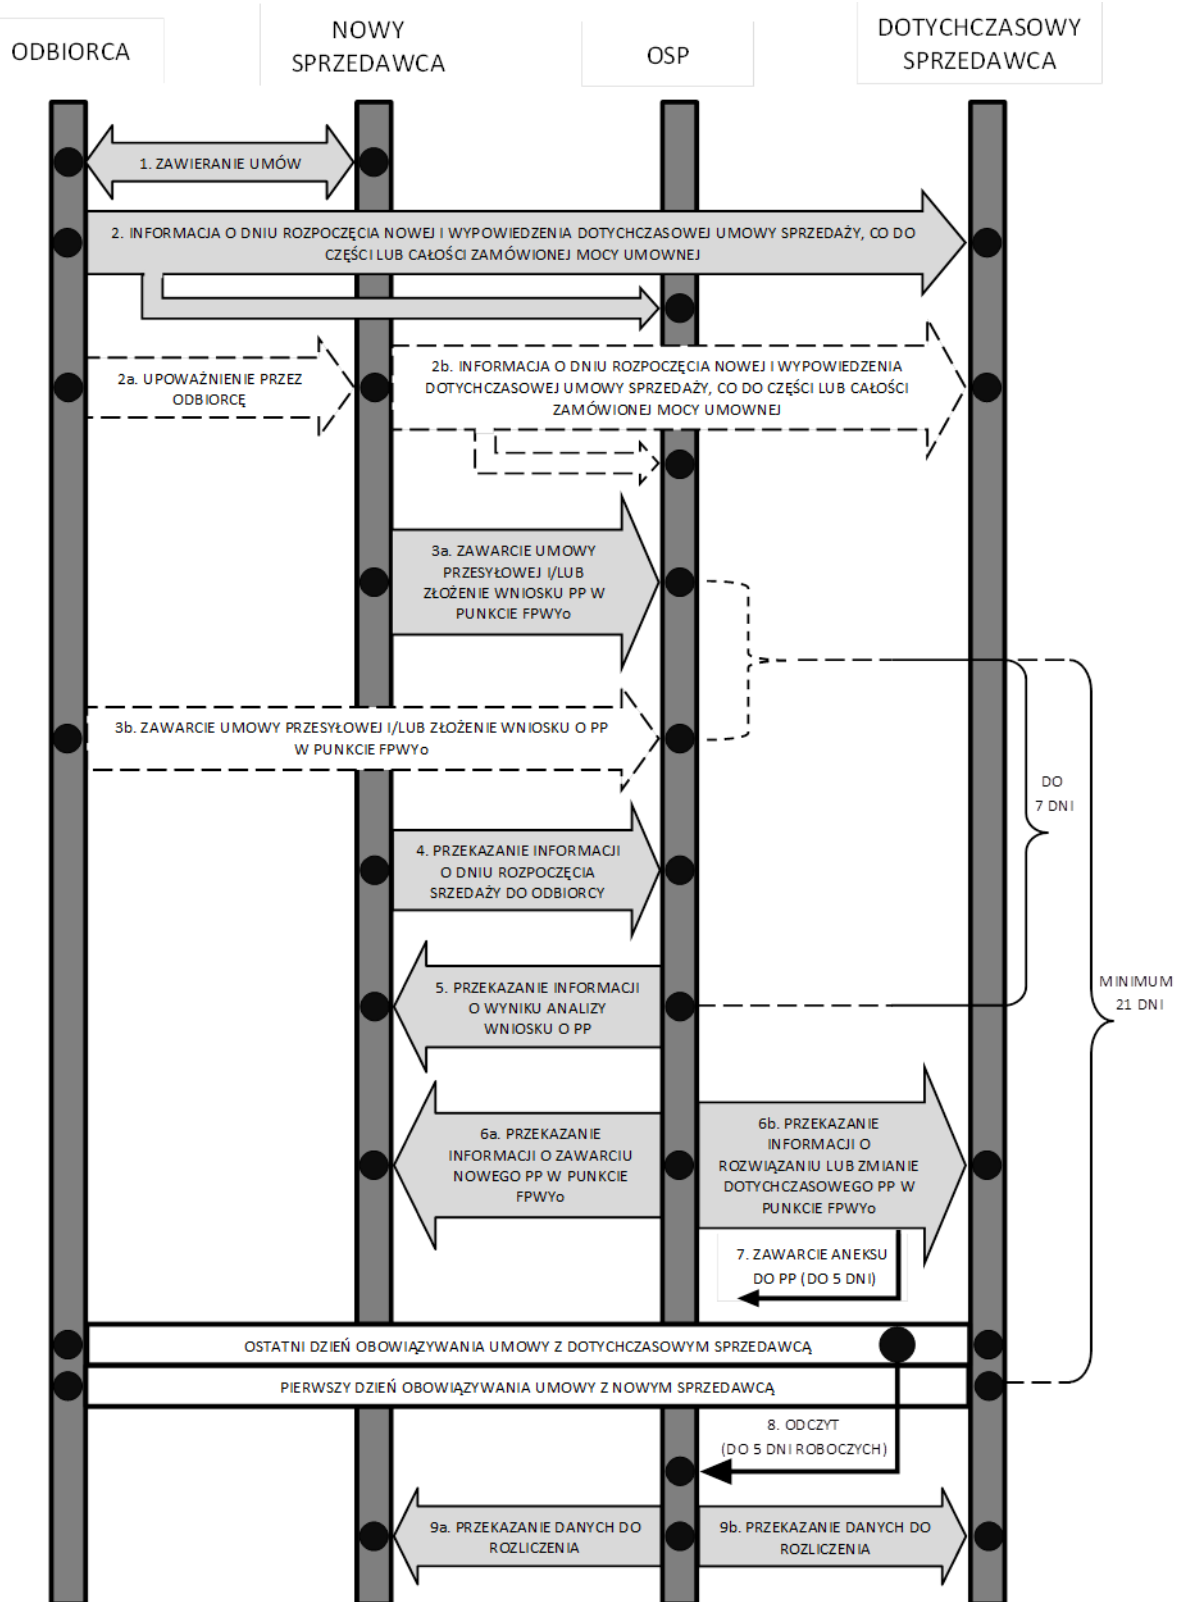 ODBIORCA
NOWY
SPRZEDAWCA
OSP
DOTYCHCZASOWY
SPRZEDAWCA
1. ZAWIERANIE UMÓW
2. INFORMACJA O DNIU ROZPOCZĘCIA NOWEJ I WYPOWIEDZENIA DOTYCHCZASOWEJ UMOWY SPRZEDAŻY, CO DO
CZĘŚCI LUB CAŁOŚCI ZAMÓWIONEJ MOCY UMOWNEJ
2a. UPOWAŻNIENIE PRZEZ
ODBIORCĘ
2b. INFORMACJA O DNIU ROZPOCZĘCIA NOWEJ I WYPOWIEDZENIA
DOTYCHCZASOWEJ UMOWY SPRZEDAŻY, CO DO CZĘŚCI LUB CAŁOŚCI
ZAMÓWIONEJ MOCY UMOWNEJ
3a. ZAWARCIE UMOWY
PRZESYŁOWEJ I/LUB
ZŁOŻENIE WNIOSKU PP W
PUNKCIE FPWYo
3b. ZAWARCIE UMOWY PRZESYŁOWEJ I/LUB ZŁOŻENIE WNIOSKU O PP
W PUNKCIE FPWYo
DO
7 DNI
4. PRZEKAZANIE INFORMACJI
O DNIU ROZPOCZĘCIA
SRZEDAŻY DO ODBIORCY
5. PRZEKAZANIE INFORMACJI
O WYNIKU ANALIZY
WNIOSKU O PP
MINIMUM
21 DNI
6a. PRZEKAZANIE
INFORMACJI O ZAWARCIU
NOWEGO PP W PUNKCIE
FPWYo
6b. PRZEKAZANIE
INFORMACJI O
ROZWIĄZANIU LUB ZMIANIE
DOTYCHCZASOWEGO PP W
PUNKCIE FPWYo
7. ZAWARCIE ANEKSU
DO PP (DO 5 DNI)
OSTATNI DZIEŃ OBOWIĄZYWANIA UMOWY Z DOTYCHCZASOWYM SPRZEDAWCĄ
PIERWSZY DZIEŃ OBOWIĄZYWANIA UMOWY Z NOWYM SPRZEDAWCĄ
8. ODCZYT
(DO 5 DNI ROBOCZYCH)
9a. PRZEKAZANIE DANYCH DO
ROZLICZENIA
9b. PRZEKAZANIE DANYCH DO
ROZLICZENIA